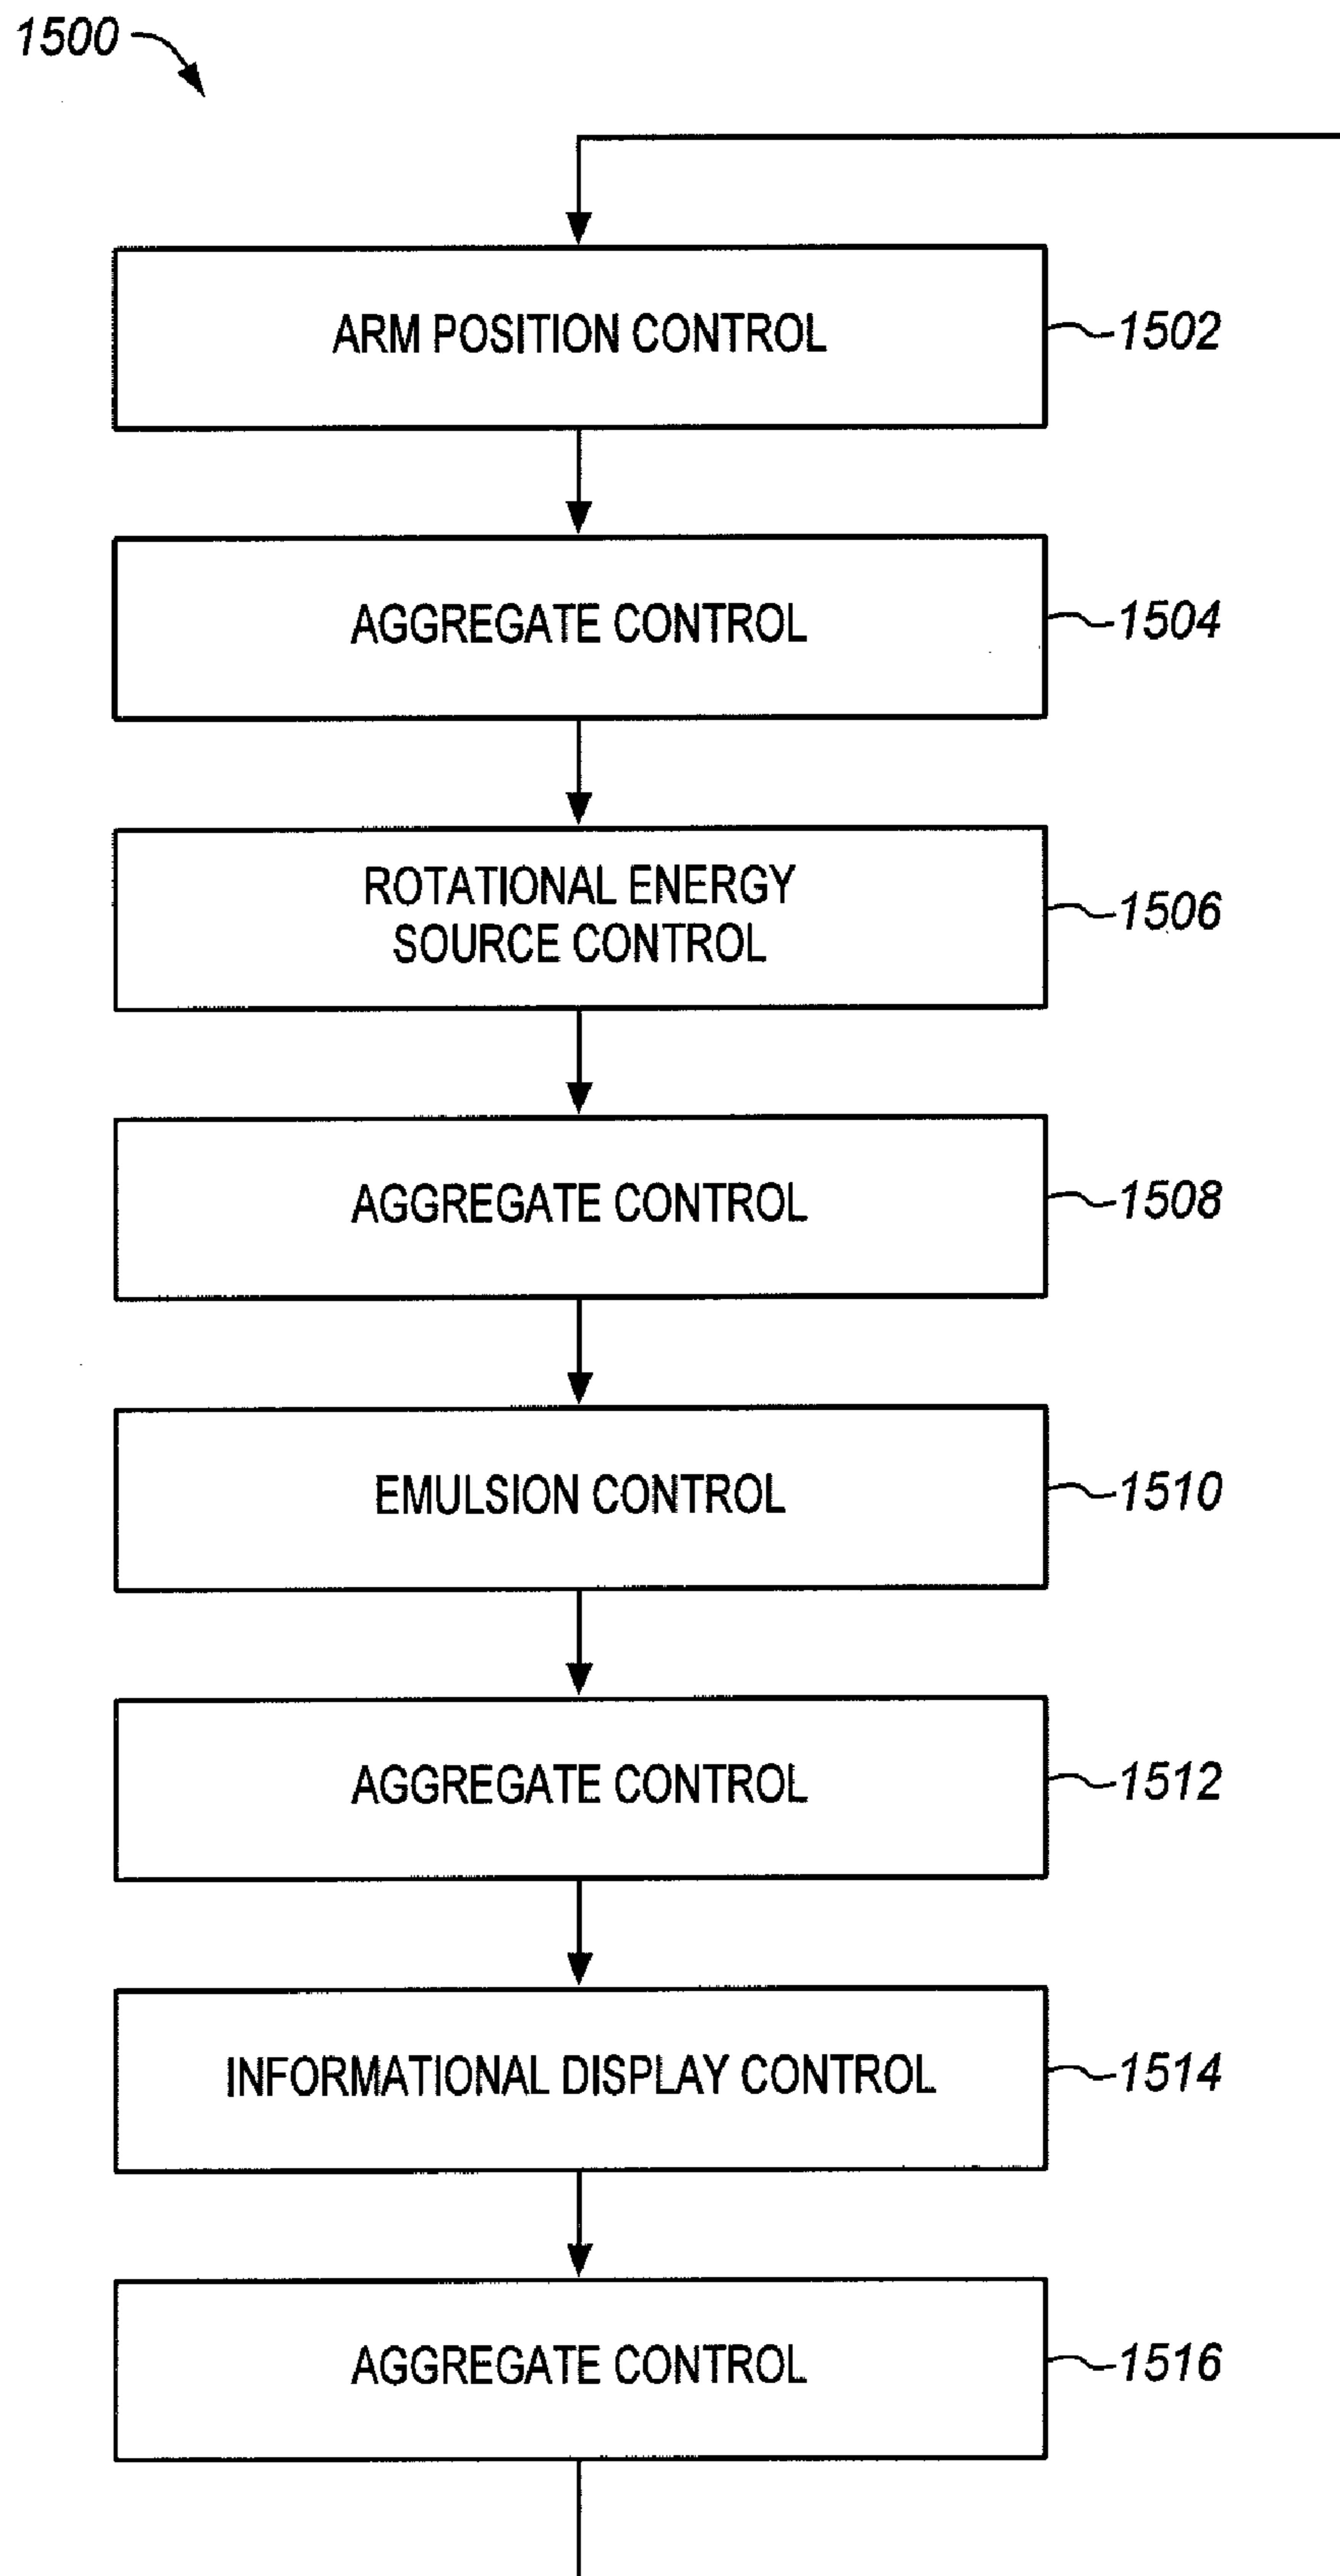 1500
ARM POSITION CONTROL
1502
AGGREGATE CONTROL
1504
ROTATIONAL ENERGY
SOURCE CONTROL
1506
AGGREGATE CONTROL
1508
EMULSION CONTROL
1510
AGGREGATE CONTROL
1512
INFORMATIONAL DISPLAY CONTROL
1514
AGGREGATE CONTROL
1516